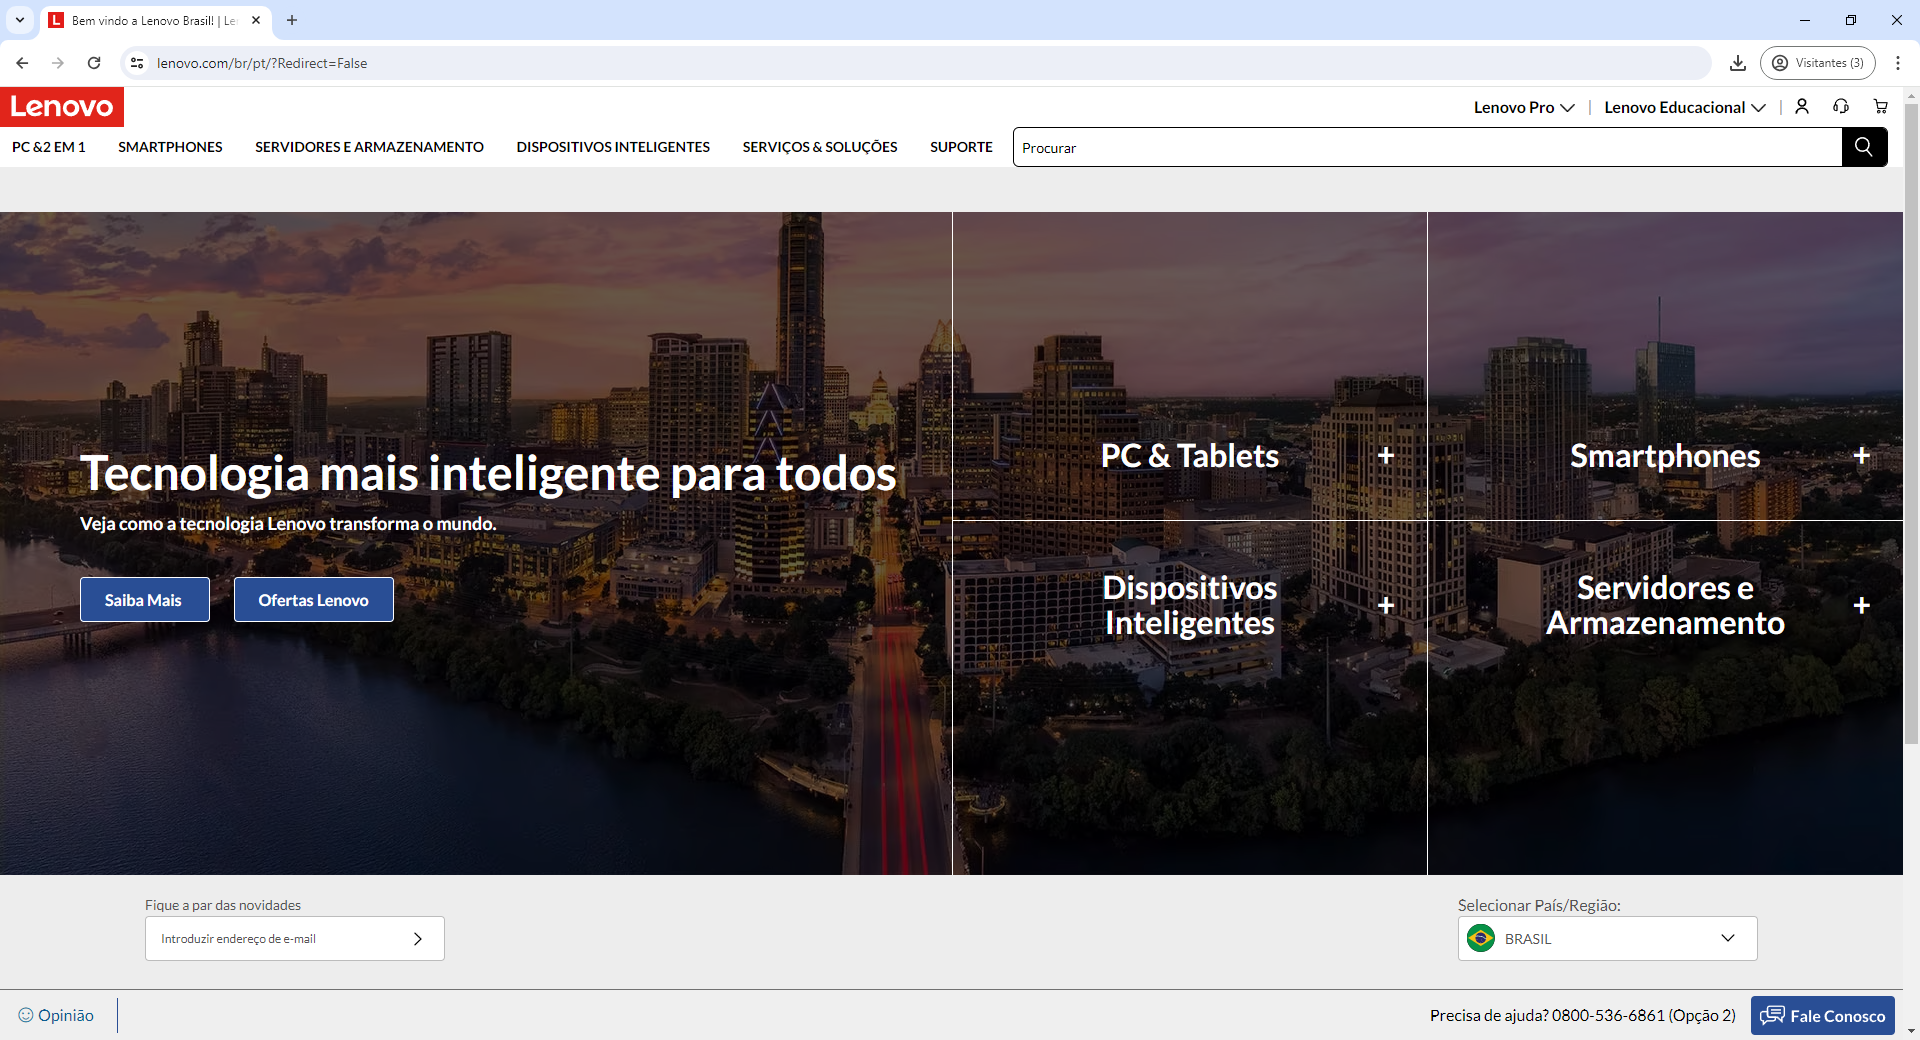 Bem vindo a Lenovo Brasil! | Le
lenovo.com/br/pt/?Redirect=False
Visitantes (3)
Lenovo
Lenovo Pro
Lenovo Educacional
PC &2 EM 1
SMARTPHONES
SERVIDORES E ARMAZENAMENTO
DISPOSITIVOS INTELIGENTES
SERVIÇOS & SOLUÇÕES
SUPORTE
Procurar
Tecnologia mais inteligente para todos
Veja como a tecnologia Lenovo transforma o mundo.
Saiba Mais
Ofertas Lenovo
PC & Tablets
+
Smartphones
+
Dispositivos
Inteligentes
+
Servidores e
Armazenamento
+
Fique a par das novidades
Introduzir endereço de e-mail
Selecionar País/Região:
BRASIL
Opinião
Precisa de ajuda? 0800-536-6861 (Opção 2)
Fale Conosco